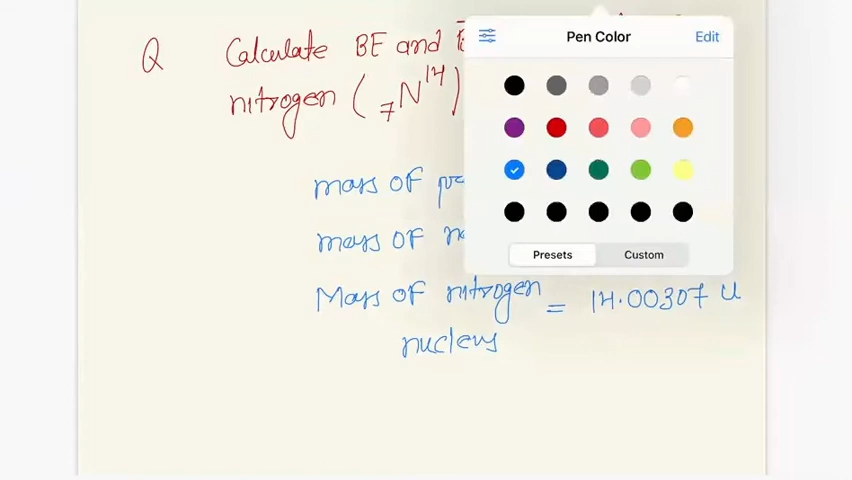 Q Calculate BE and
nitrogen ( ₇N¹⁴)
Pen Color
Edit
mass of
mass of
Presets
Custom
Mass of nitrogen = 14.00307 u
nucleus